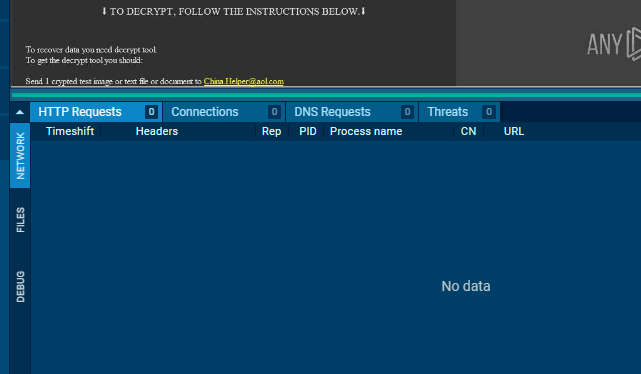 ⬇ TO DECRYPT, FOLLOW THE INSTRUCTIONS BELOW.⬇
To recover data you need decrypt tool.
To get the decrypt tool you should:
Send 1 crypted test image or text file or document to China.Helper@aol.com
ANY
HTTP Requests 0 Connections 0 DNS Requests 0 Threats 0
Timeshift Headers Rep PID Process name CN URL
NETWORK
FILES
DEBUG
No data